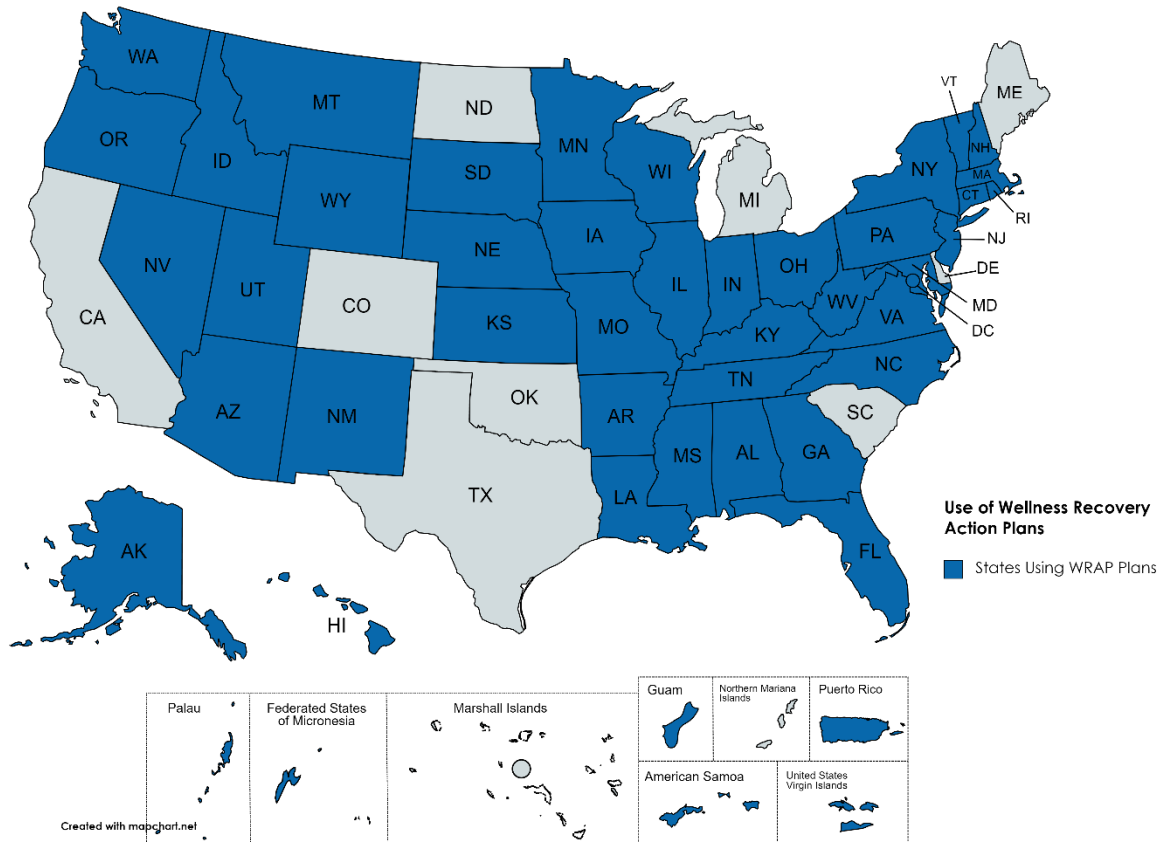 WA
MT
ND
MN
VT
ME
OR
ID
SD
WI
NY
NH
MA
WY
MI
CT
RI
IA
PA
NJ
NE
NV
IL
IN
OH
DE
UT
CO
WV
MD
CA
KS
MO
VA
KY
DC
NC
TN
OK
AZ
NM
AR
SC
MS
AL
GA
TX
LA
Use of Wellness Recovery
Action Plans
FL
AK
States Using WRAP Plans
HI
Palau
Federated States
of Micronesia
Marshall Islands
Guam
Northern Mariana
Islands
Puerto Rico
American Samoa
United States
Virgin Islands
Created with mapchart.net